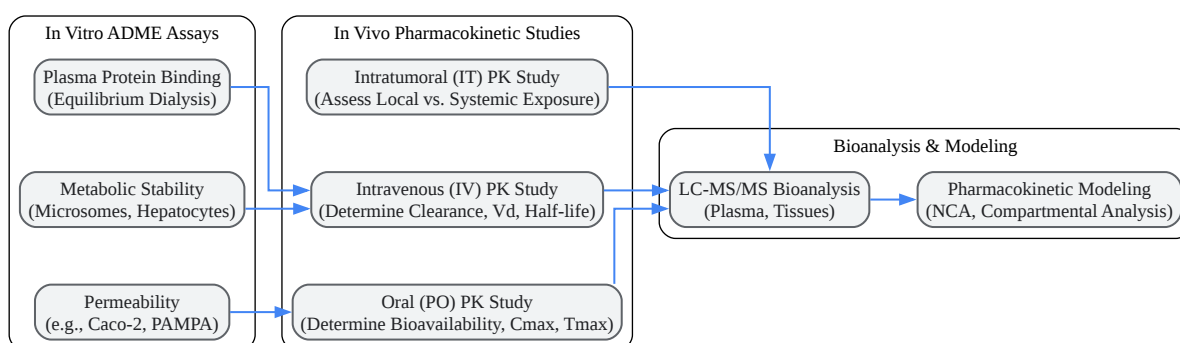 In Vitro ADME Assays
Plasma Protein Binding
(Equilibrium Dialysis)
Metabolic Stability
(Microsomes, Hepatocytes)
Permeability
(e.g., Caco-2, PAMPA)
In Vivo Pharmacokinetic Studies
Intratumoral (IT) PK Study
(Assess Local vs. Systemic Exposure)
Intravenous (IV) PK Study
(Determine Clearance, Vd, Half-life)
Oral (PO) PK Study
(Determine Bioavailability, Cmax, Tmax)
Bioanalysis & Modeling
LC-MS/MS Bioanalysis
(Plasma, Tissues)
Pharmacokinetic Modeling
(NCA, Compartmental Analysis)